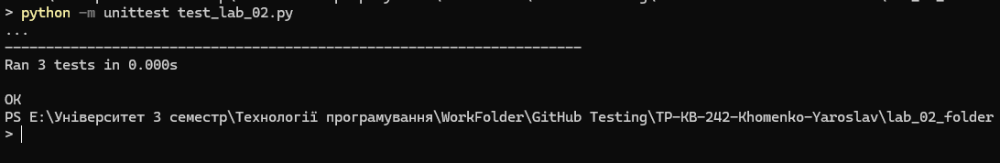 > python -m unittest test_lab_02.py
...
----------------------------------------------------------------------
Ran 3 tests in 0.000s
OK
PS E:\Університет 3 семестр\Технології програмування\WorkFolder\GitHub Testing\TP-KB-242-Khomenko-Yaroslav\lab_02_folder
>